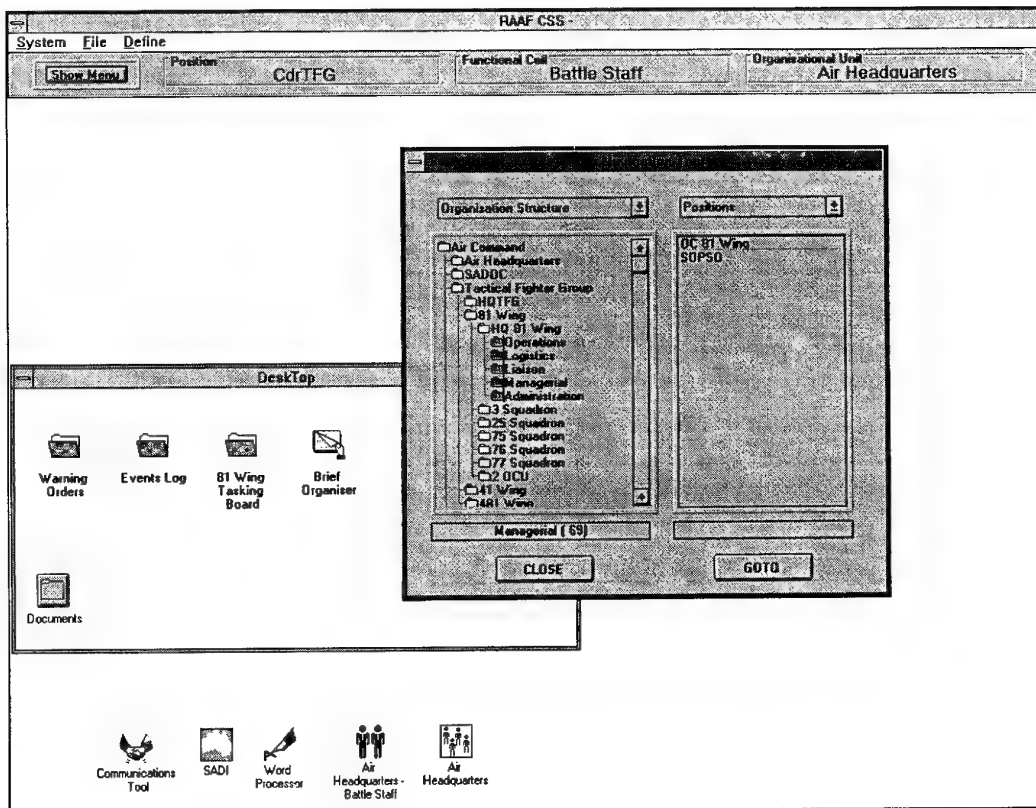 RAAF CSS -
System File Define
Show Menu
Position
CdrTFG
Functional Cell
Battle Staff
Organisational Unit
Air Headquarters
Organisation Structure
Positions
Air Command
Air Headquarters
SADOC
Tactical Fighter Group
HQTFG
81 Wing
HQ 81 Wing
Operations
Logistics
Liaison
Managerial
Administration
3 Squadron
25 Squadron
75 Squadron
76 Squadron
77 Squadron
2 OCU
41 Wing
481 Wing
OC 81 Wing
SOPSO
Managerial ( 69)
CLOSE
GOTO
DeskTop
Warning
Orders
Events Log
81 Wing
Tasking
Board
Brief
Organiser
Documents
Communications
Tool
SADI
Word
Processor
Air
Headquarters -
Battle Staff
Air
Headquarters